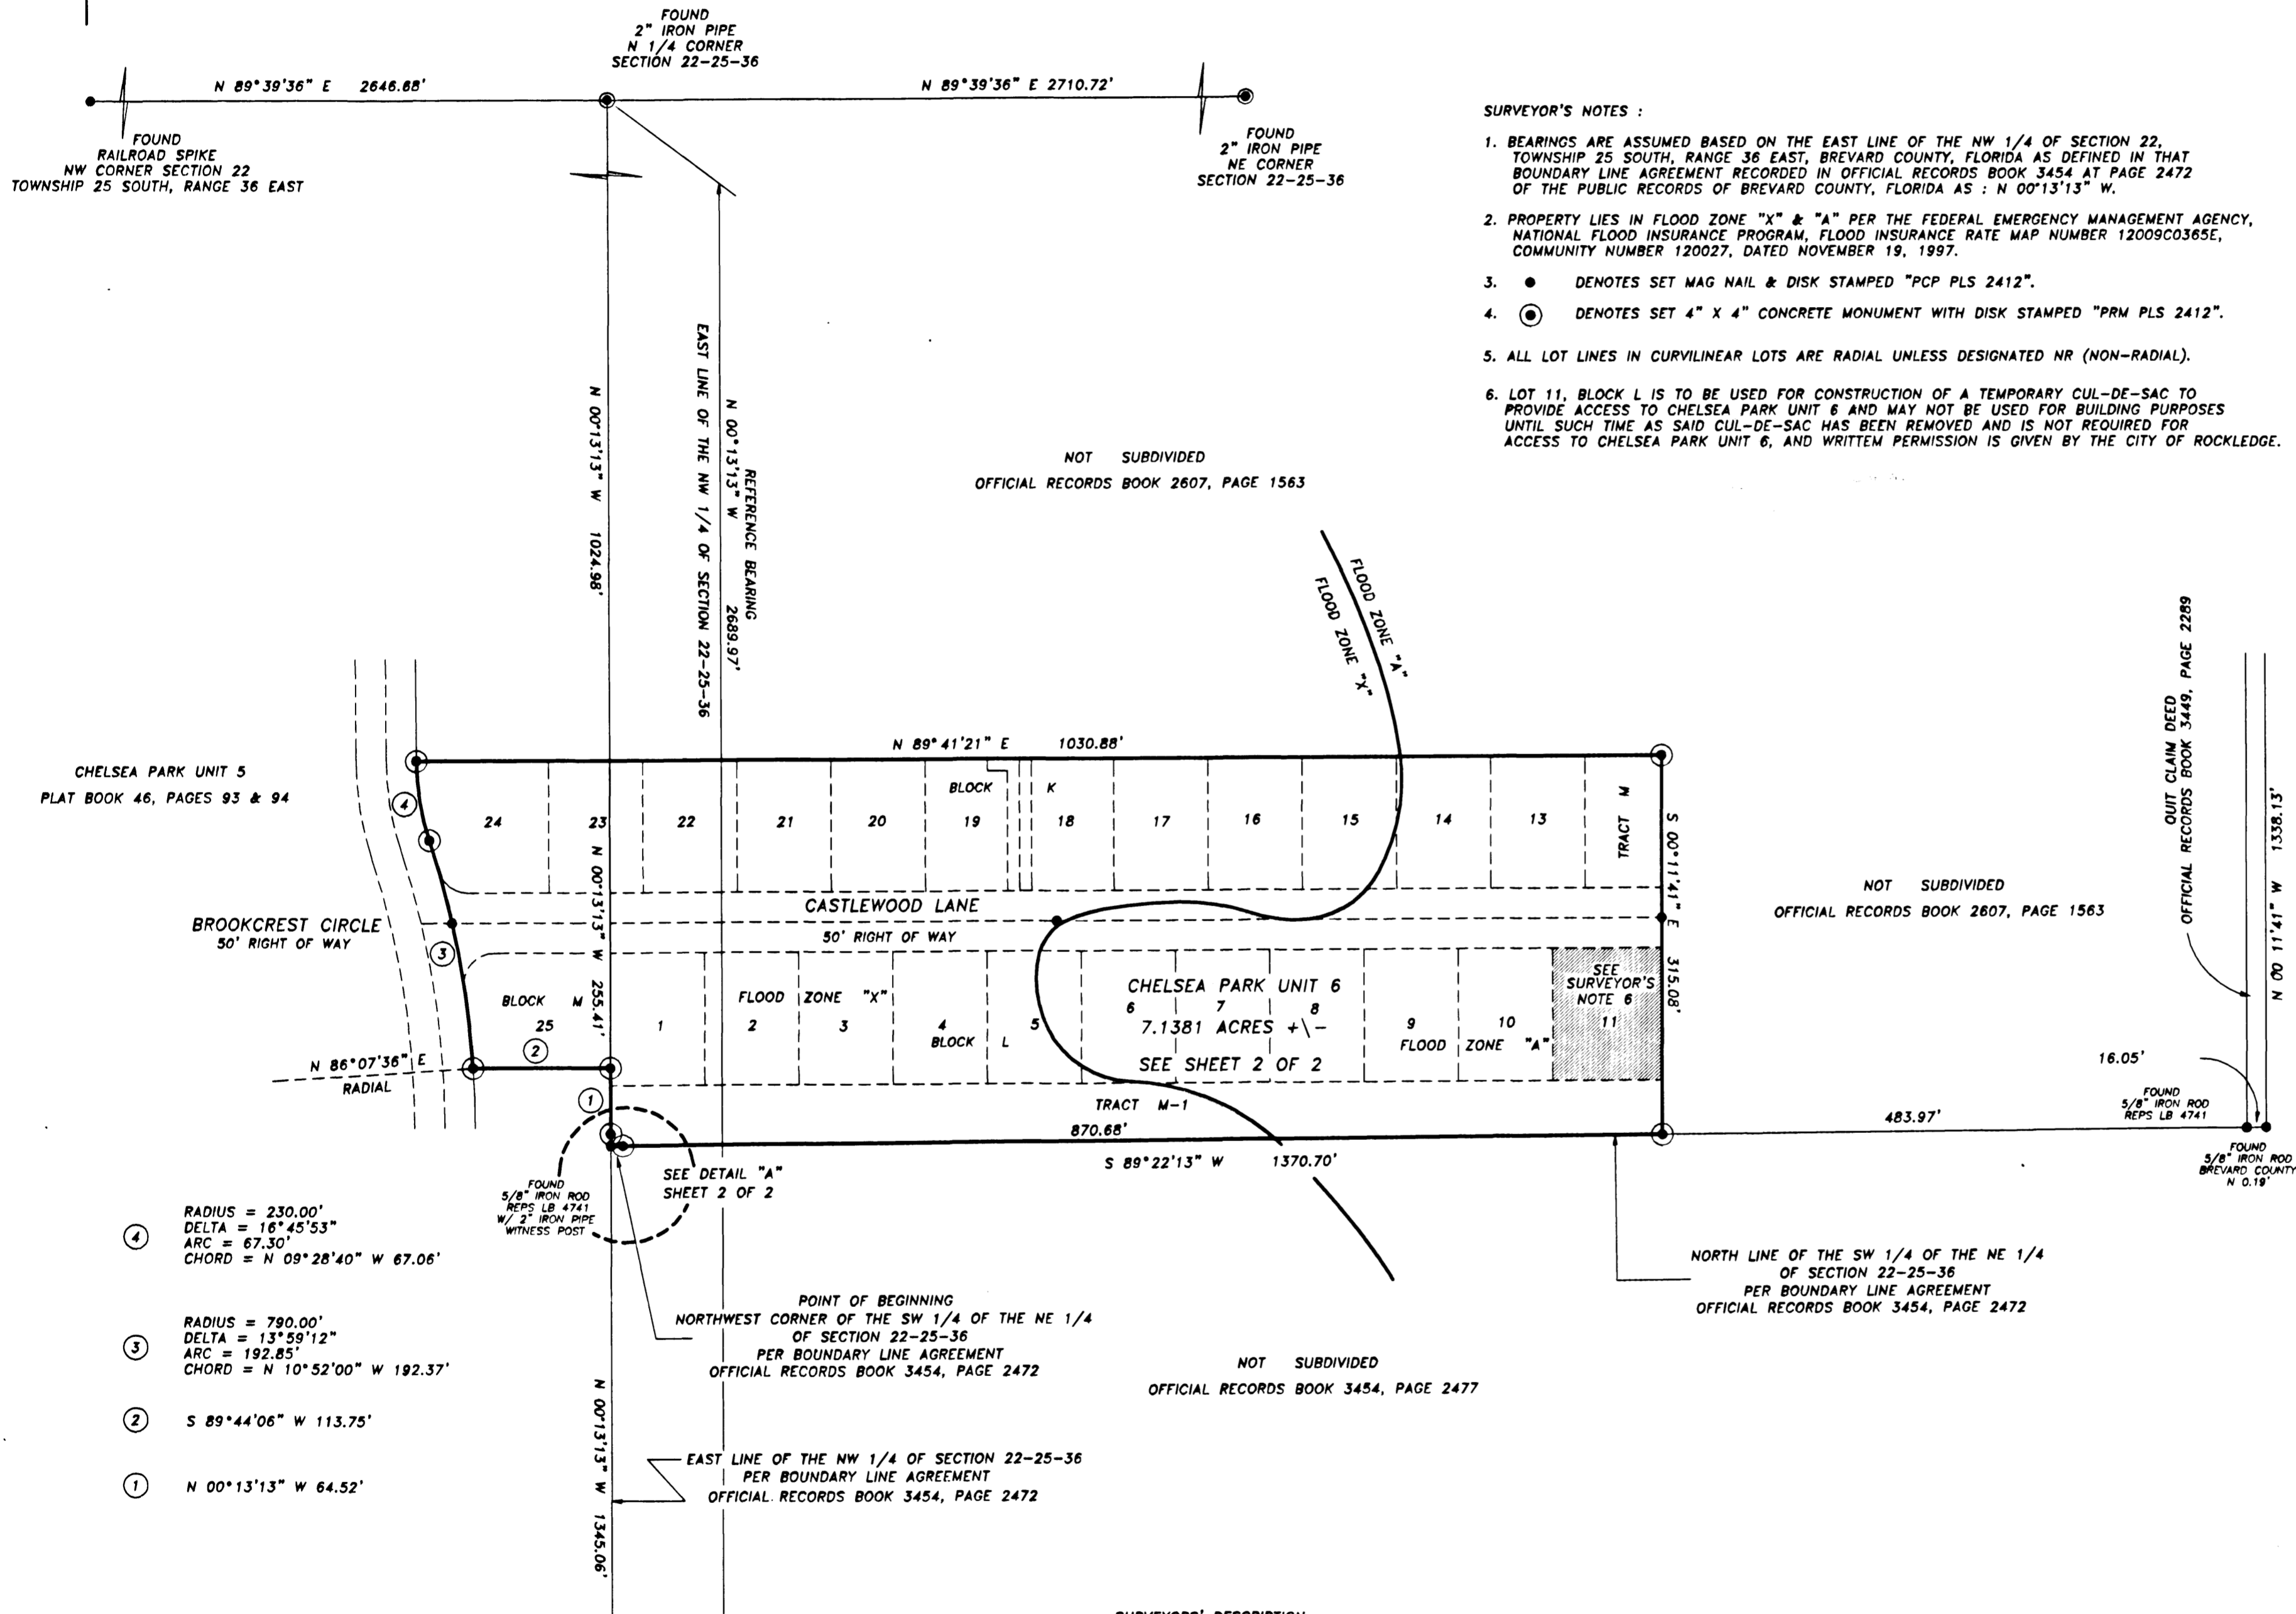 FOUND
2" IRON PIPE
N 1/4 CORNER
SECTION 22-25-36
N 89°39'36" E 2646.68'
N 89°39'36" E 2710.72'
FOUND
RAILROAD SPIKE
NW CORNER SECTION 22
TOWNSHIP 25 SOUTH, RANGE 36 EAST
FOUND
2" IRON PIPE
NE CORNER
SECTION 22-25-36
SURVEYOR'S NOTES :
1. BEARINGS ARE ASSUMED BASED ON THE EAST LINE OF THE NW 1/4 OF SECTION 22,
TOWNSHIP 25 SOUTH, RANGE 36 EAST, BREVARD COUNTY, FLORIDA AS DEFINED IN THAT
BOUNDARY LINE AGREEMENT RECORDED IN OFFICIAL RECORDS BOOK 3454 AT PAGE 2472
OF THE PUBLIC RECORDS OF BREVARD COUNTY, FLORIDA AS : N 00°13'13" W.
2. PROPERTY LIES IN FLOOD ZONE "X" & "A" PER THE FEDERAL EMERGENCY MANAGEMENT AGENCY,
NATIONAL FLOOD INSURANCE PROGRAM, FLOOD INSURANCE RATE MAP NUMBER 12009C0365E,
COMMUNITY NUMBER 120027, DATED NOVEMBER 19, 1997.
3. DENOTES SET MAG NAIL & DISK STAMPED "PCP PLS 2412".
4. DENOTES SET 4" X 4" CONCRETE MONUMENT WITH DISK STAMPED "PRM PLS 2412".
5. ALL LOT LINES IN CURVILINEAR LOTS ARE RADIAL UNLESS DESIGNATED NR (NON-RADIAL).
6. LOT 11, BLOCK L IS TO BE USED FOR CONSTRUCTION OF A TEMPORARY CUL-DE-SAC TO
PROVIDE ACCESS TO CHELSEA PARK UNIT 6 AND MAY NOT BE USED FOR BUILDING PURPOSES
UNTIL SUCH TIME AS SAID CUL-DE-SAC HAS BEEN REMOVED AND IS NOT REQUIRED FOR
ACCESS TO CHELSEA PARK UNIT 6, AND WRITTEM PERMISSION IS GIVEN BY THE CITY OF ROCKLEDGE.
N 00°13'13" W 1024.98'
EAST LINE OF THE NW 1/4 OF SECTION 22-25-36
REFERENCE BEARING
N 00°13'13" W 2689.97'
NOT SUBDIVIDED
OFFICIAL RECORDS BOOK 2607, PAGE 1563
FLOOD ZONE "A"
FLOOD ZONE "X"
QUIT CLAIM DEED
OFFICIAL RECORDS BOOK 3449, PAGE 2289
N 00°11'41" W 1338.13'
CHELSEA PARK UNIT 5
PLAT BOOK 46, PAGES 93 & 94
N 89°41'21" E 1030.88'
BLOCK K
4
24
23
22
21
20
19
18
17
16
15
14
13
TRACT M
S 00°11'41" E 315.08'
N 00°13'13" W 255.41'
NOT SUBDIVIDED
OFFICIAL RECORDS BOOK 2607, PAGE 1563
BROOKCREST CIRCLE
50' RIGHT OF WAY
CASTLEWOOD LANE
50' RIGHT OF WAY
3
BLOCK M
25
2
FLOOD ZONE "X"
1
2
3
4
5
BLOCK L
CHELSEA PARK UNIT 6
6
7
8
7.1381 ACRES +\-
SEE SHEET 2 OF 2
9
10
FLOOD ZONE "A"
SEE
SURVEYOR'S
NOTE 6
11
N 86°07'36" E
RADIAL
1
TRACT M-1
870.68'
S 89°22'13" W 1370.70'
483.97'
16.05'
FOUND
5/8" IRON ROD
REPS LB 4741
FOUND
5/8" IRON ROD
BREVARD COUNTY
N 0.19'
SEE DETAIL "A"
SHEET 2 OF 2
FOUND
5/8" IRON ROD
REPS LB 4741
W/ 2" IRON PIPE
WITNESS POST
4
RADIUS = 230.00'
DELTA = 16°45'53"
ARC = 67.30'
CHORD = N 09°28'40" W 67.06'
3
RADIUS = 790.00'
DELTA = 13°59'12"
ARC = 192.85'
CHORD = N 10°52'00" W 192.37'
2
S 89°44'06" W 113.75'
1
N 00°13'13" W 64.52'
POINT OF BEGINNING
NORTHWEST CORNER OF THE SW 1/4 OF THE NE 1/4
OF SECTION 22-25-36
PER BOUNDARY LINE AGREEMENT
OFFICIAL RECORDS BOOK 3454, PAGE 2472
NORTH LINE OF THE SW 1/4 OF THE NE 1/4
OF SECTION 22-25-36
PER BOUNDARY LINE AGREEMENT
OFFICIAL RECORDS BOOK 3454, PAGE 2472
NOT SUBDIVIDED
OFFICIAL RECORDS BOOK 3454, PAGE 2477
N 00°13'13" W 1345.06'
EAST LINE OF THE NW 1/4 OF SECTION 22-25-36
PER BOUNDARY LINE AGREEMENT
OFFICIAL RECORDS BOOK 3454, PAGE 2472